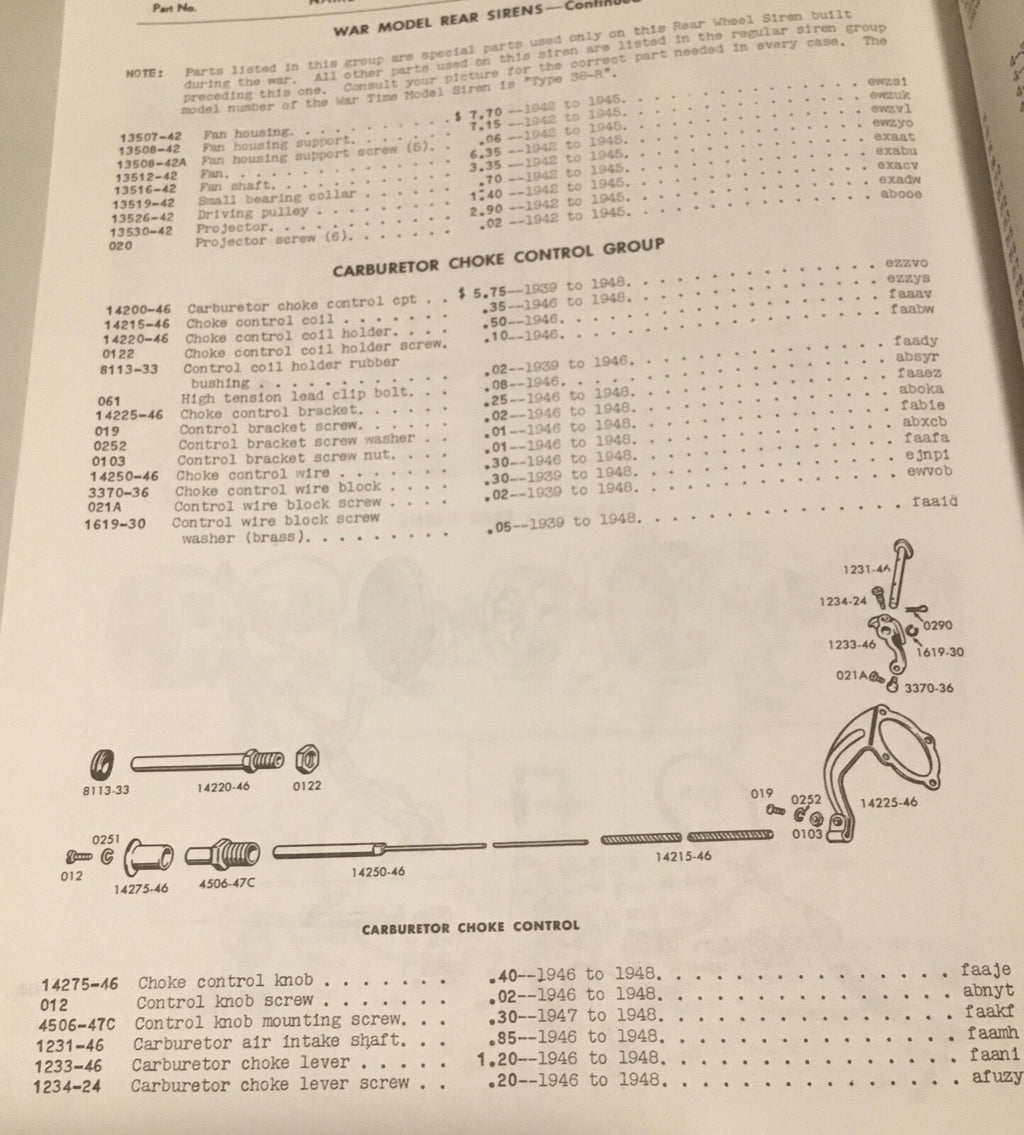 Part No.
WAR MODEL REAR SIRENS—Continued
NOTE: Parts listed in this group are special parts used only on this Rear Wheel Siren built
during the war. All other parts used on this siren are listed in the regular siren group
preceding this one. Consult your picture for the correct part needed in every case. The
model number of the War Time Model Siren is "Type 38-R".
13507-42 Fan housing. . . . . . . . . . . $ 7.70--1942 to 1945. . . . . . . . . . . . ewzsi
13508-42 Fan housing support. . . . . . . 7.15--1942 to 1945. . . . . . . . . . . . ewzuk
13508-42A Fan housing support screw (6). .06--1942 to 1945. . . . . . . . . . . . ewzvl
13512-42 Fan. . . . . . . . . . . . . . 6.35--1942 to 1945. . . . . . . . . . . . ewzyo
13516-42 Fan shaft. . . . . . . . . . . 3.35--1942 to 1945. . . . . . . . . . . . exaat
13519-42 Small bearing collar . . . . . . .70--1942 to 1945. . . . . . . . . . . . exabu
13526-42 Driving pulley . . . . . . . . 1.40--1942 to 1945. . . . . . . . . . . . exacv
13530-42 Projector. . . . . . . . . . . 2.90--1942 to 1945. . . . . . . . . . . . exadw
020 Projector screw (6). . . . . . . .02--1942 to 1945. . . . . . . . . . . . abooe
CARBURETOR CHOKE CONTROL GROUP
14200-46 Carburetor choke control cpt . . $ 5.75--1939 to 1948. . . . . . . . . . . . ezzvo
14215-46 Choke control coil . . . . . . . .35--1946 to 1948. . . . . . . . . . . . ezzys
14220-46 Choke control coil holder. . . . .50--1946. . . . . . . . . . . . faaav
0122 Choke control coil holder screw. .10--1946. . . . . . . . . . . . faabw
8113-33 Control coil holder rubber
bushing . . . . . . . . . . .02--1939 to 1946. . . . . . . . . . . . faady
061 High tension lead clip bolt. . . .08--1946. . . . . . . . . . . . absyr
14225-46 Choke control bracket. . . . . . .25--1946 to 1948. . . . . . . . . . . . faaez
019 Control bracket screw. . . . . . .02--1946 to 1948. . . . . . . . . . . . aboka
0252 Control bracket screw washer . . .01--1946 to 1948. . . . . . . . . . . . fabie
0103 Control bracket screw nut. . . . .01--1946 to 1948. . . . . . . . . . . . abxcb
14250-46 Choke control wire . . . . . . . .30--1946 to 1948. . . . . . . . . . . . faafa
3370-36 Choke control wire block . . . . .30--1939 to 1948. . . . . . . . . . . . ejnpi
021A Control wire block screw . . . . .02--1939 to 1948. . . . . . . . . . . . ewvob
1619-30 Control wire block screw
washer (brass). . . . . . . . .05--1939 to 1948. . . . . . . . . . . . faaid
1231-46
1234-24
0290
1233-46
1619-30
021A
3370-36
8113-33
14220-46
0122
019
0252
14225-46
0103
0251
012
14275-46
4506-47C
14250-46
14215-46
CARBURETOR CHOKE CONTROL
14275-46 Choke control knob . . . . . . . .40--1946 to 1948. . . . . . . . . . . . . . faaje
012 Control knob screw . . . . . . . .02--1946 to 1948. . . . . . . . . . . . . . abnyt
4506-47C Control knob mounting screw. . . .30--1947 to 1948. . . . . . . . . . . . . . faakf
1231-46 Carburetor air intake shaft. . . .85--1946 to 1948. . . . . . . . . . . . . . faamh
1233-46 Carburetor choke lever . . . . . 1.20--1946 to 1948. . . . . . . . . . . . . . faani
1234-24 Carburetor choke lever screw . . .20--1946 to 1948. . . . . . . . . . . . . . afuzy